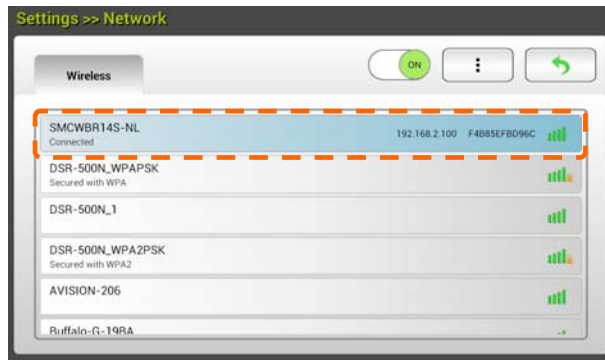 Settings >> Network
Wireless
ON
SMCWBR14S-NL
Connected
192.168.2.100 F4B85EFBD96C
DSR-500N_WPAPSK
Secured with WPA
DSR-500N_1
DSR-500N_WPA2PSK
Secured with WPA2
AVISION-206
Buffalo-G-19BA